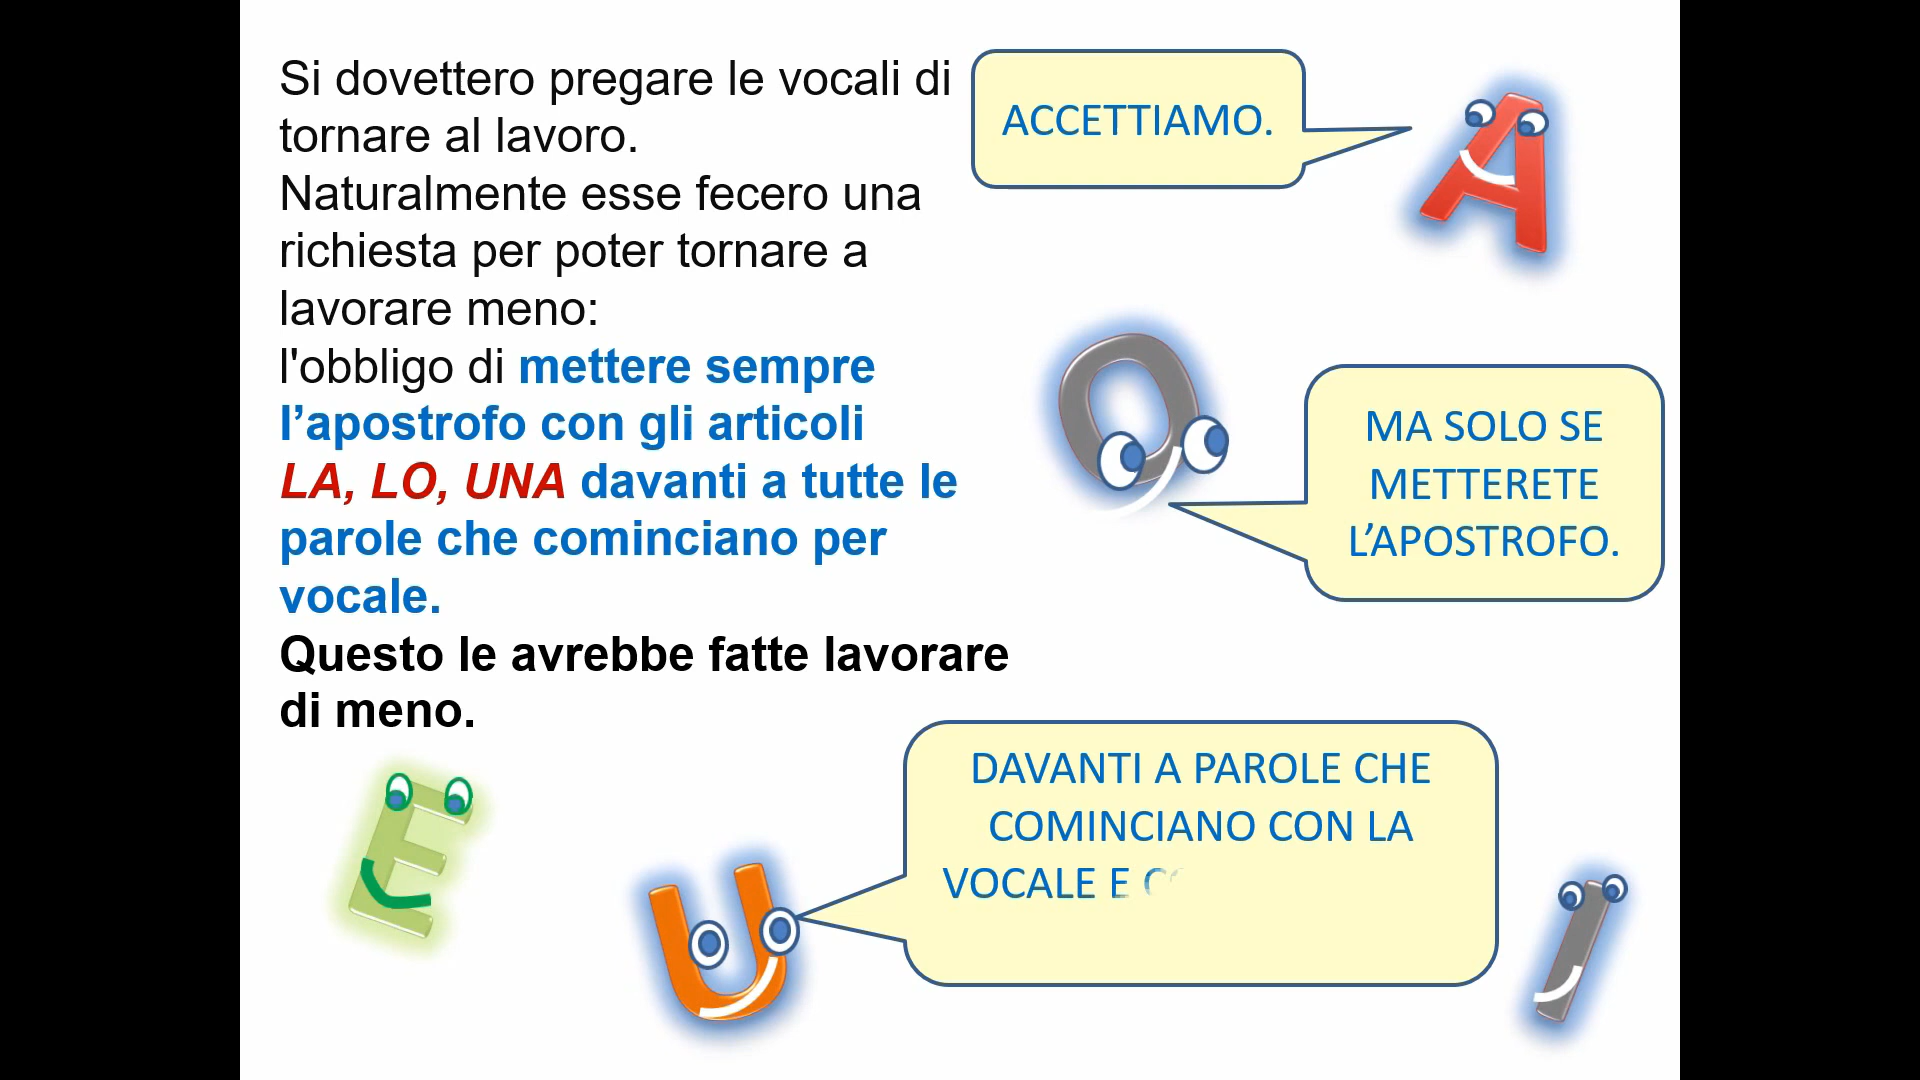 Si dovettero pregare le vocali di
tornare al lavoro.
Naturalmente esse fecero una
richiesta per poter tornare a
lavorare meno:
l'obbligo di mettere sempre
l’apostrofo con gli articoli
LA, LO, UNA davanti a tutte le
parole che cominciano per
vocale.
Questo le avrebbe fatte lavorare
di meno.
ACCETTIAMO.
A
O
MA SOLO SE
METTERETE
L’APOSTROFO.
E
U
DAVANTI A PAROLE CHE
COMINCIANO CON LA
VOCALE E
I